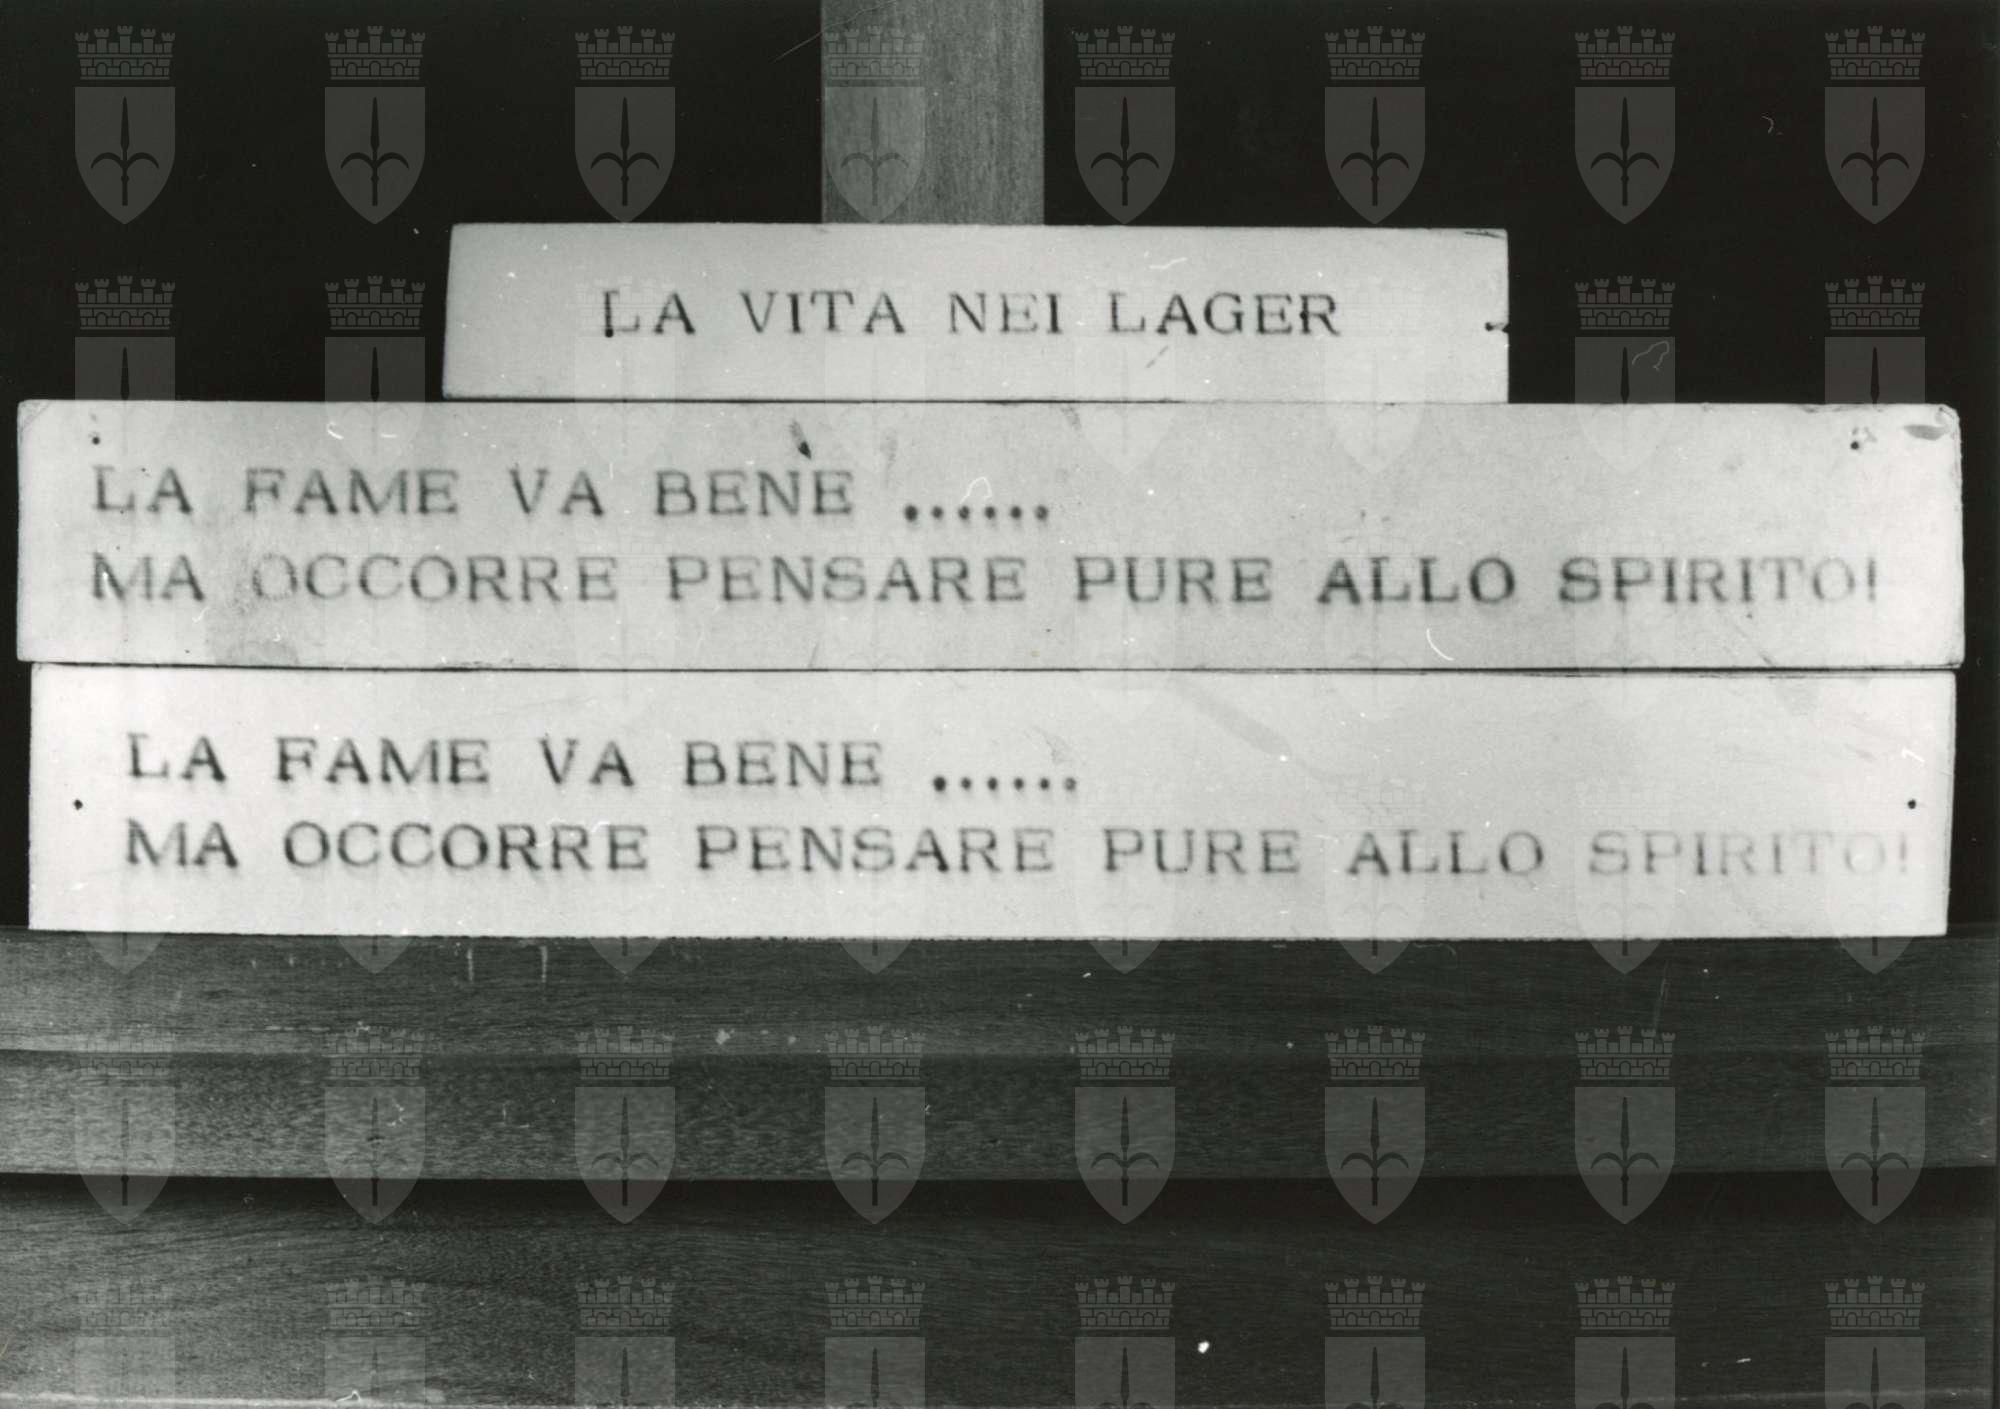 LA VITA NEI LAGER
LA FAME VA BENE ......
MA OCCORRE PENSARE PURE ALLO SPIRITO!
LA FAME VA BENE ......
MA OCCORRE PENSARE PURE ALLO SPIRITO!